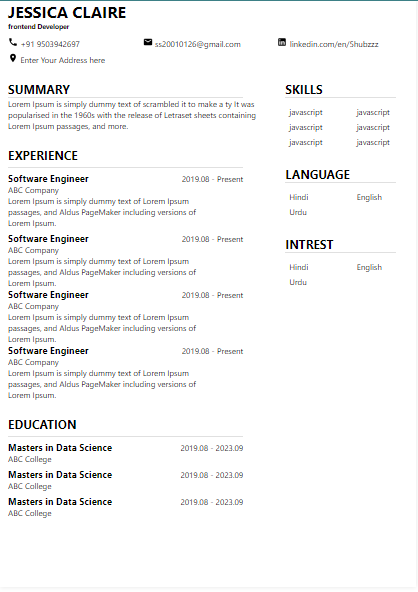 JESSICA CLAIRE
frontend Developer
+91 9503942697 ss20010126@gmail.com linkedin.com/en/Shubzzz
Enter Your Address here
SUMMARY
Lorem Ipsum is simply dummy text of scrambled it to make a ty It was
popularised in the 1960s with the release of Letraset sheets containing
Lorem Ipsum passages, and more.
EXPERIENCE
Software Engineer 2019.08 - Present
ABC Company
Lorem Ipsum is simply dummy text of Lorem Ipsum
passages, and Aldus PageMaker including versions of
Lorem Ipsum.
Software Engineer 2019.08 - Present
ABC Company
Lorem Ipsum is simply dummy text of Lorem Ipsum
passages, and Aldus PageMaker including versions of
Lorem Ipsum.
Software Engineer 2019.08 - Present
ABC Company
Lorem Ipsum is simply dummy text of Lorem Ipsum
passages, and Aldus PageMaker including versions of
Lorem Ipsum.
Software Engineer 2019.08 - Present
ABC Company
Lorem Ipsum is simply dummy text of Lorem Ipsum
passages, and Aldus PageMaker including versions of
Lorem Ipsum.
EDUCATION
Masters in Data Science 2019.08 - 2023.09
ABC College
Masters in Data Science 2019.08 - 2023.09
ABC College
Masters in Data Science 2019.08 - 2023.09
ABC College
SKILLS
javascript javascript
javascript javascript
javascript javascript
LANGUAGE
Hindi English
Urdu
INTREST
Hindi English
Urdu